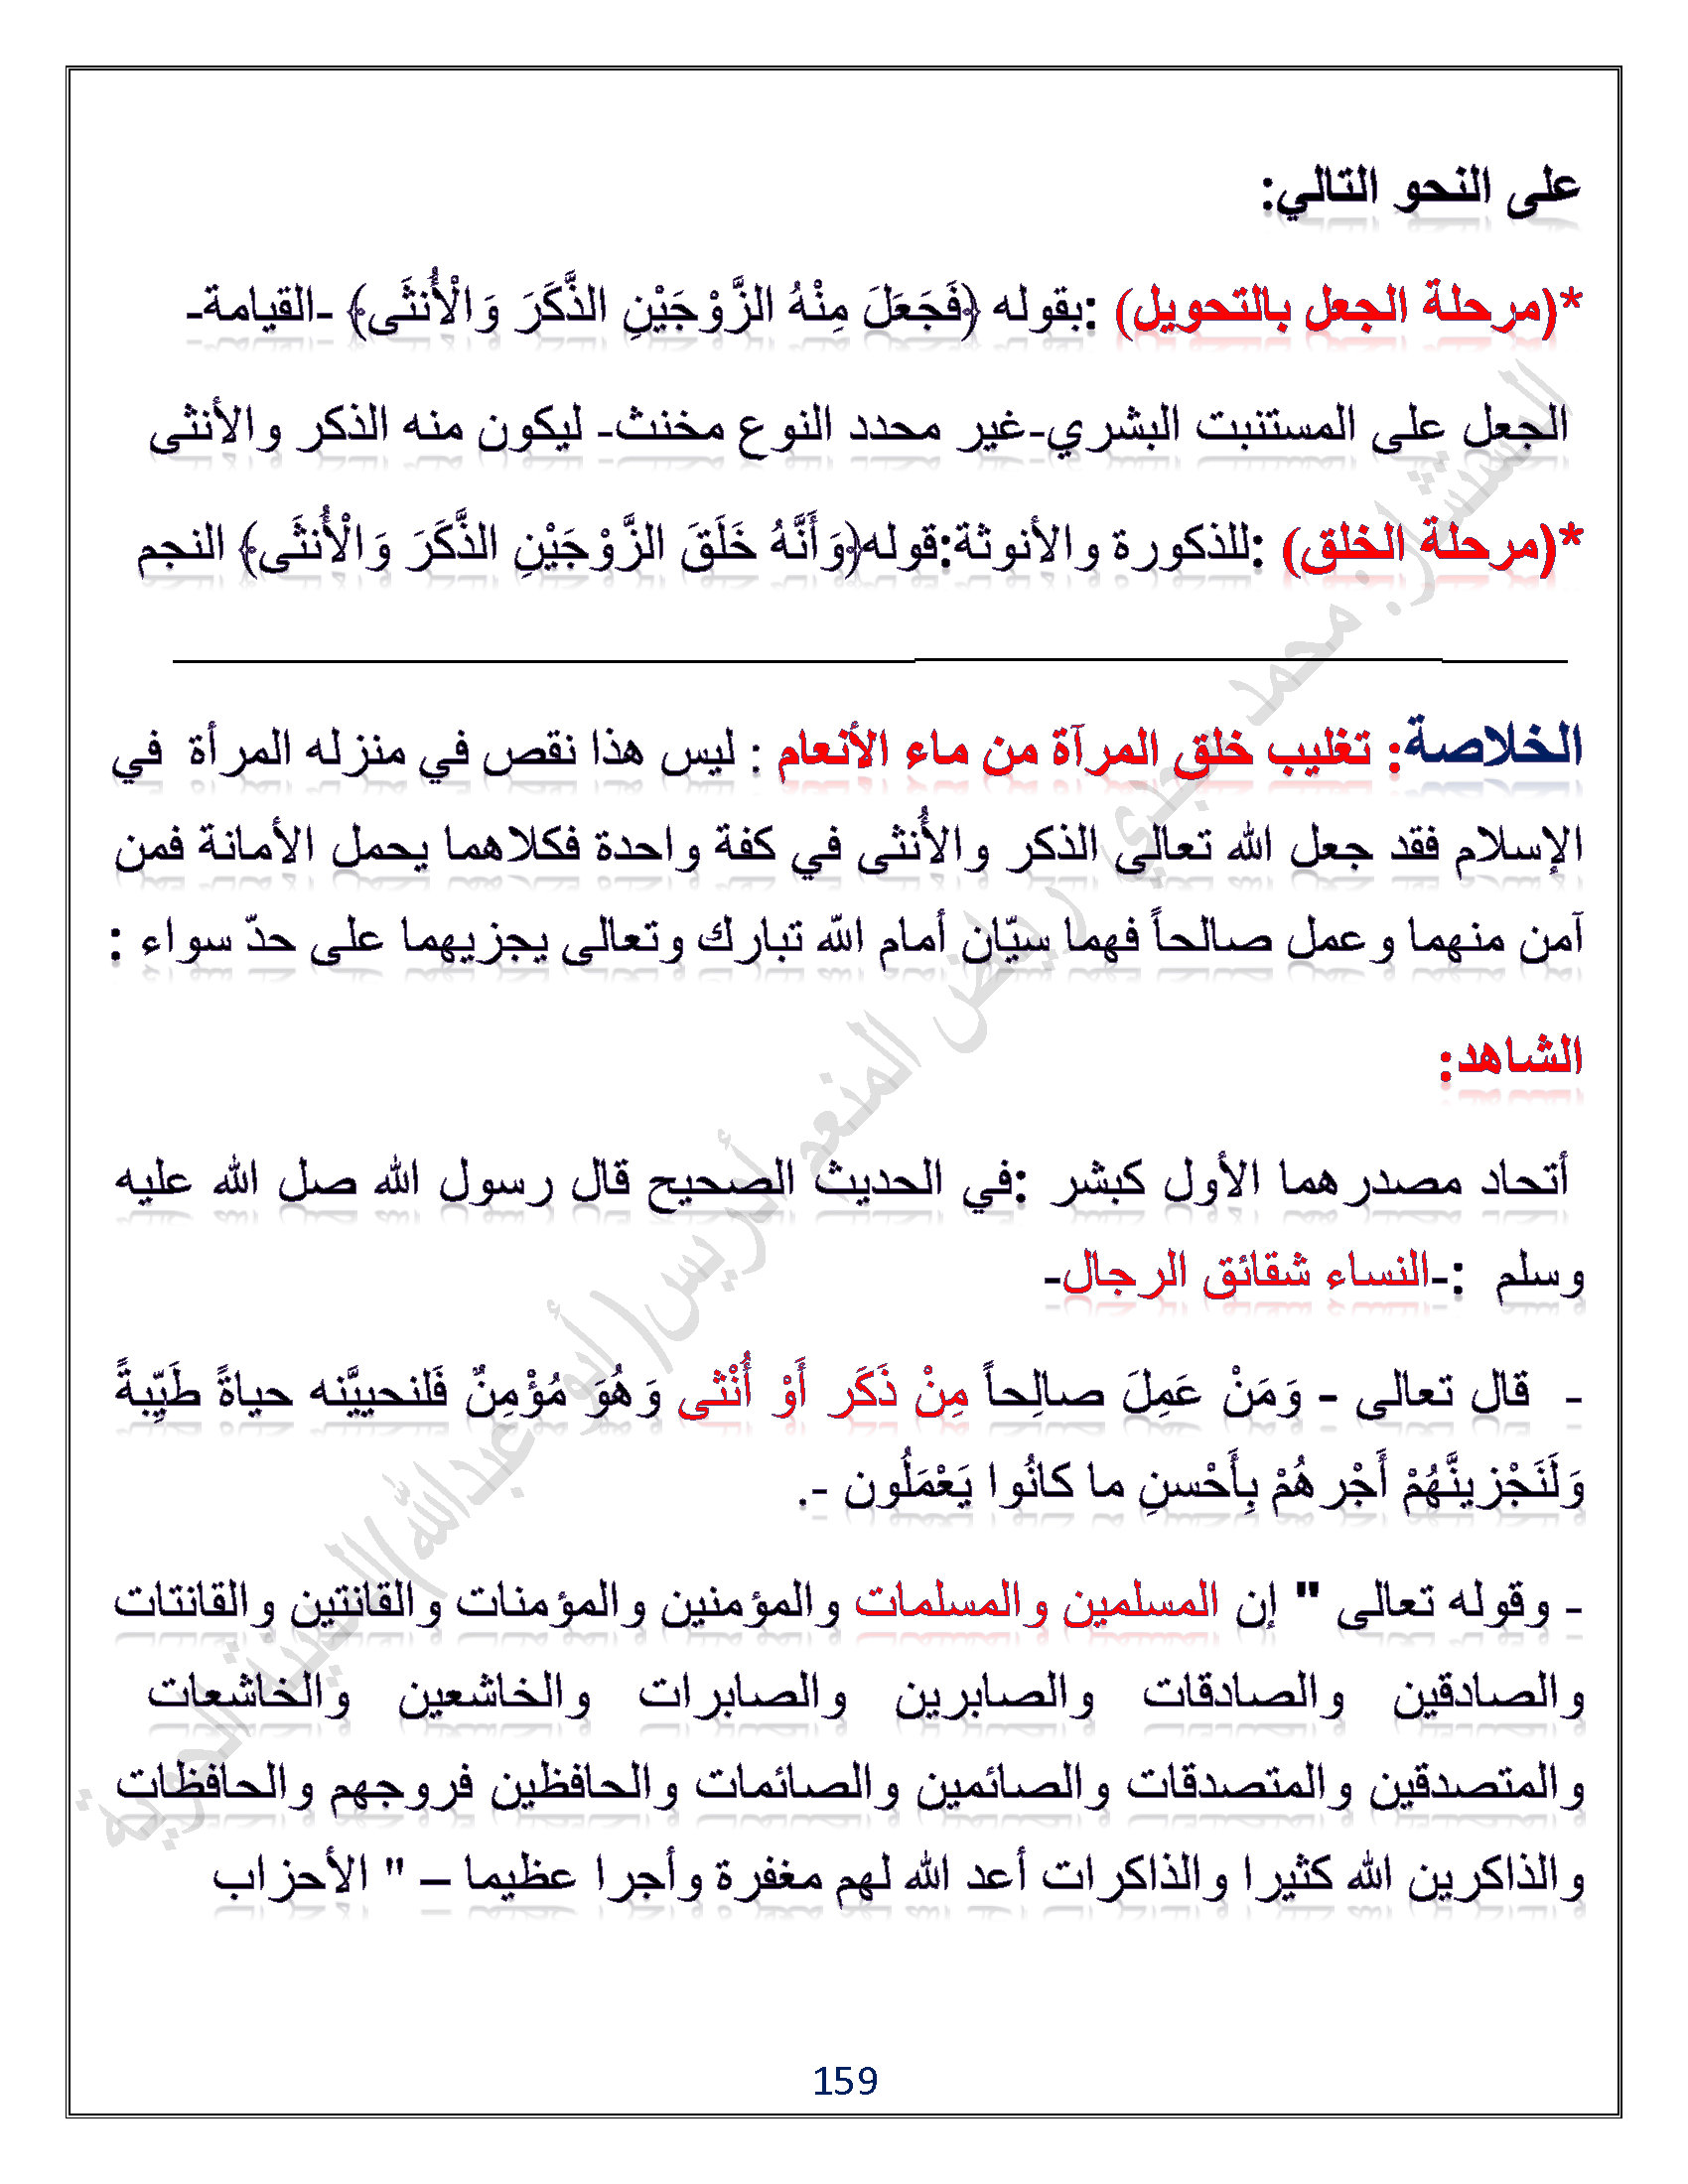 على النحو التالي:
*(مرحلة الجعل بالتحويل) :بقوله ﴿فَجَعَلَ مِنْهُ الزَّوْجَيْنِ الذَّكَرَ وَالْأُنثَى﴾ -القيامة-
الجعل على المستنبت البشري-غير محدد النوع مخنث- ليكون منه الذكر والأنثى
*(مرحلة الخلق) :للذكورة والأنوثة:قوله﴿وَأَنَّهُ خَلَقَ الزَّوْجَيْنِ الذَّكَرَ وَالْأُنثَى﴾ النجم
الخلاصة: تغليب خلق المرآة من ماء الأنعام : ليس هذا نقص في منزله المرأة في
الإسلام فقد جعل الله تعالى الذكر والأُنثى في كفة واحدة فكلاهما يحمل الأمانة فمن
آمن منهما وعمل صالحاً فهما سيّان أمام الله تبارك وتعالى يجزيهما على حدّ سواء :
الشاهد:
أتحاد مصدرهما الأول كبشر :في الحديث الصحيح قال رسول الله صل الله عليه
وسلم :-النساء شقائق الرجال-
- قال تعالى - وَمَنْ عَمِلَ صالِحاً مِنْ ذَكَر أَوْ أُنْثى وَهُوَ مُؤْمِنٌ فَلنحييَّنه حياةً طَيِّبةً
وَلَنَجْزينَّهُمْ أَجْرهُمْ بِأَحْسنِ ما كانُوا يَعْمَلُون -.
- وقوله تعالى " إن المسلمين والمسلمات والمؤمنين والمؤمنات والقانتين والقانتات
والصادقين والصادقات والصابرين والصابرات والخاشعين والخاشعات
والمتصدقين والمتصدقات والصائمين والصائمات والحافظين فروجهم والحافظات
والذاكرين الله كثيرا والذاكرات أعد الله لهم مغفرة وأجرا عظيما – " الأحزاب
159
المستشار: محمد مجدي رياض المنعم أدريس(أبو عبدالله)